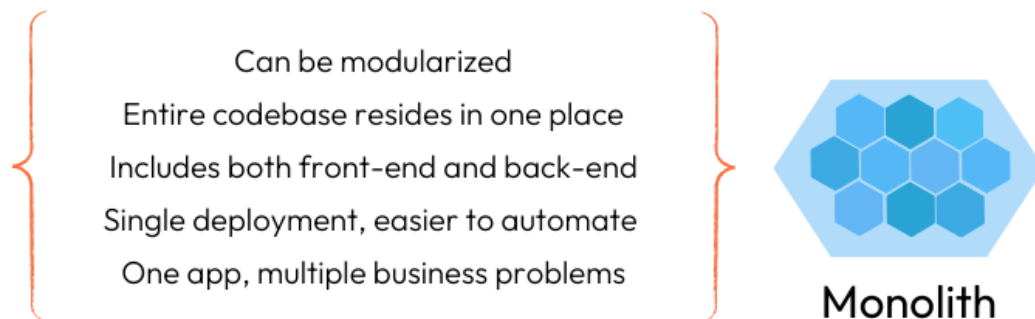 Can be modularized
Entire codebase resides in one place
Includes both front-end and back-end
Single deployment, easier to automate
One app, multiple business problems
Monolith